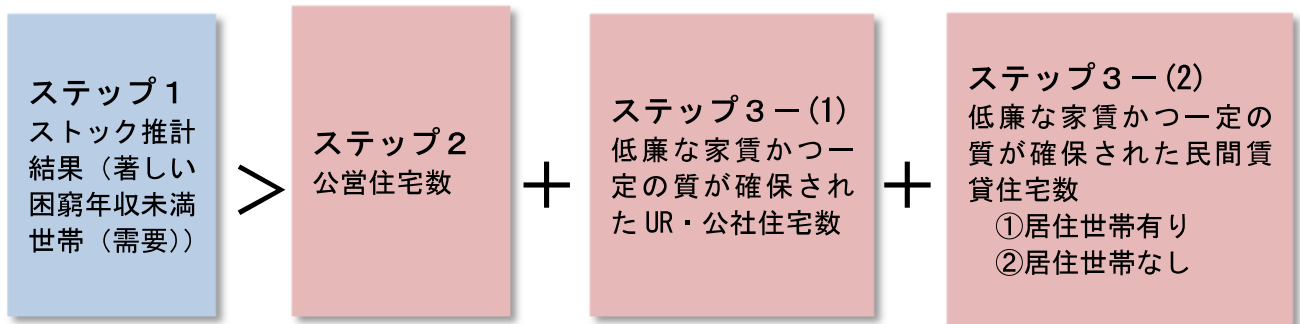 ステップ1
ストック推計
結果（著しい
困窮年収未満
世帯（需要））
＞
ステップ2
公営住宅数
＋
ステップ3－(1)
低廉な家賃かつ一
定の質が確保され
たUR・公社住宅数
＋
ステップ3－(2)
低廉な家賃かつ一定の
質が確保された民間賃
貸住宅数
①居住世帯有り
②居住世帯なし